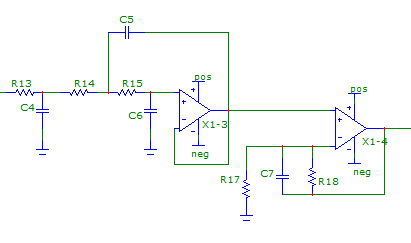 C5
pos
R13
R14
R15
pos
C4
C6
X1-3
X1-4
neg
neg
R17
C7
R18